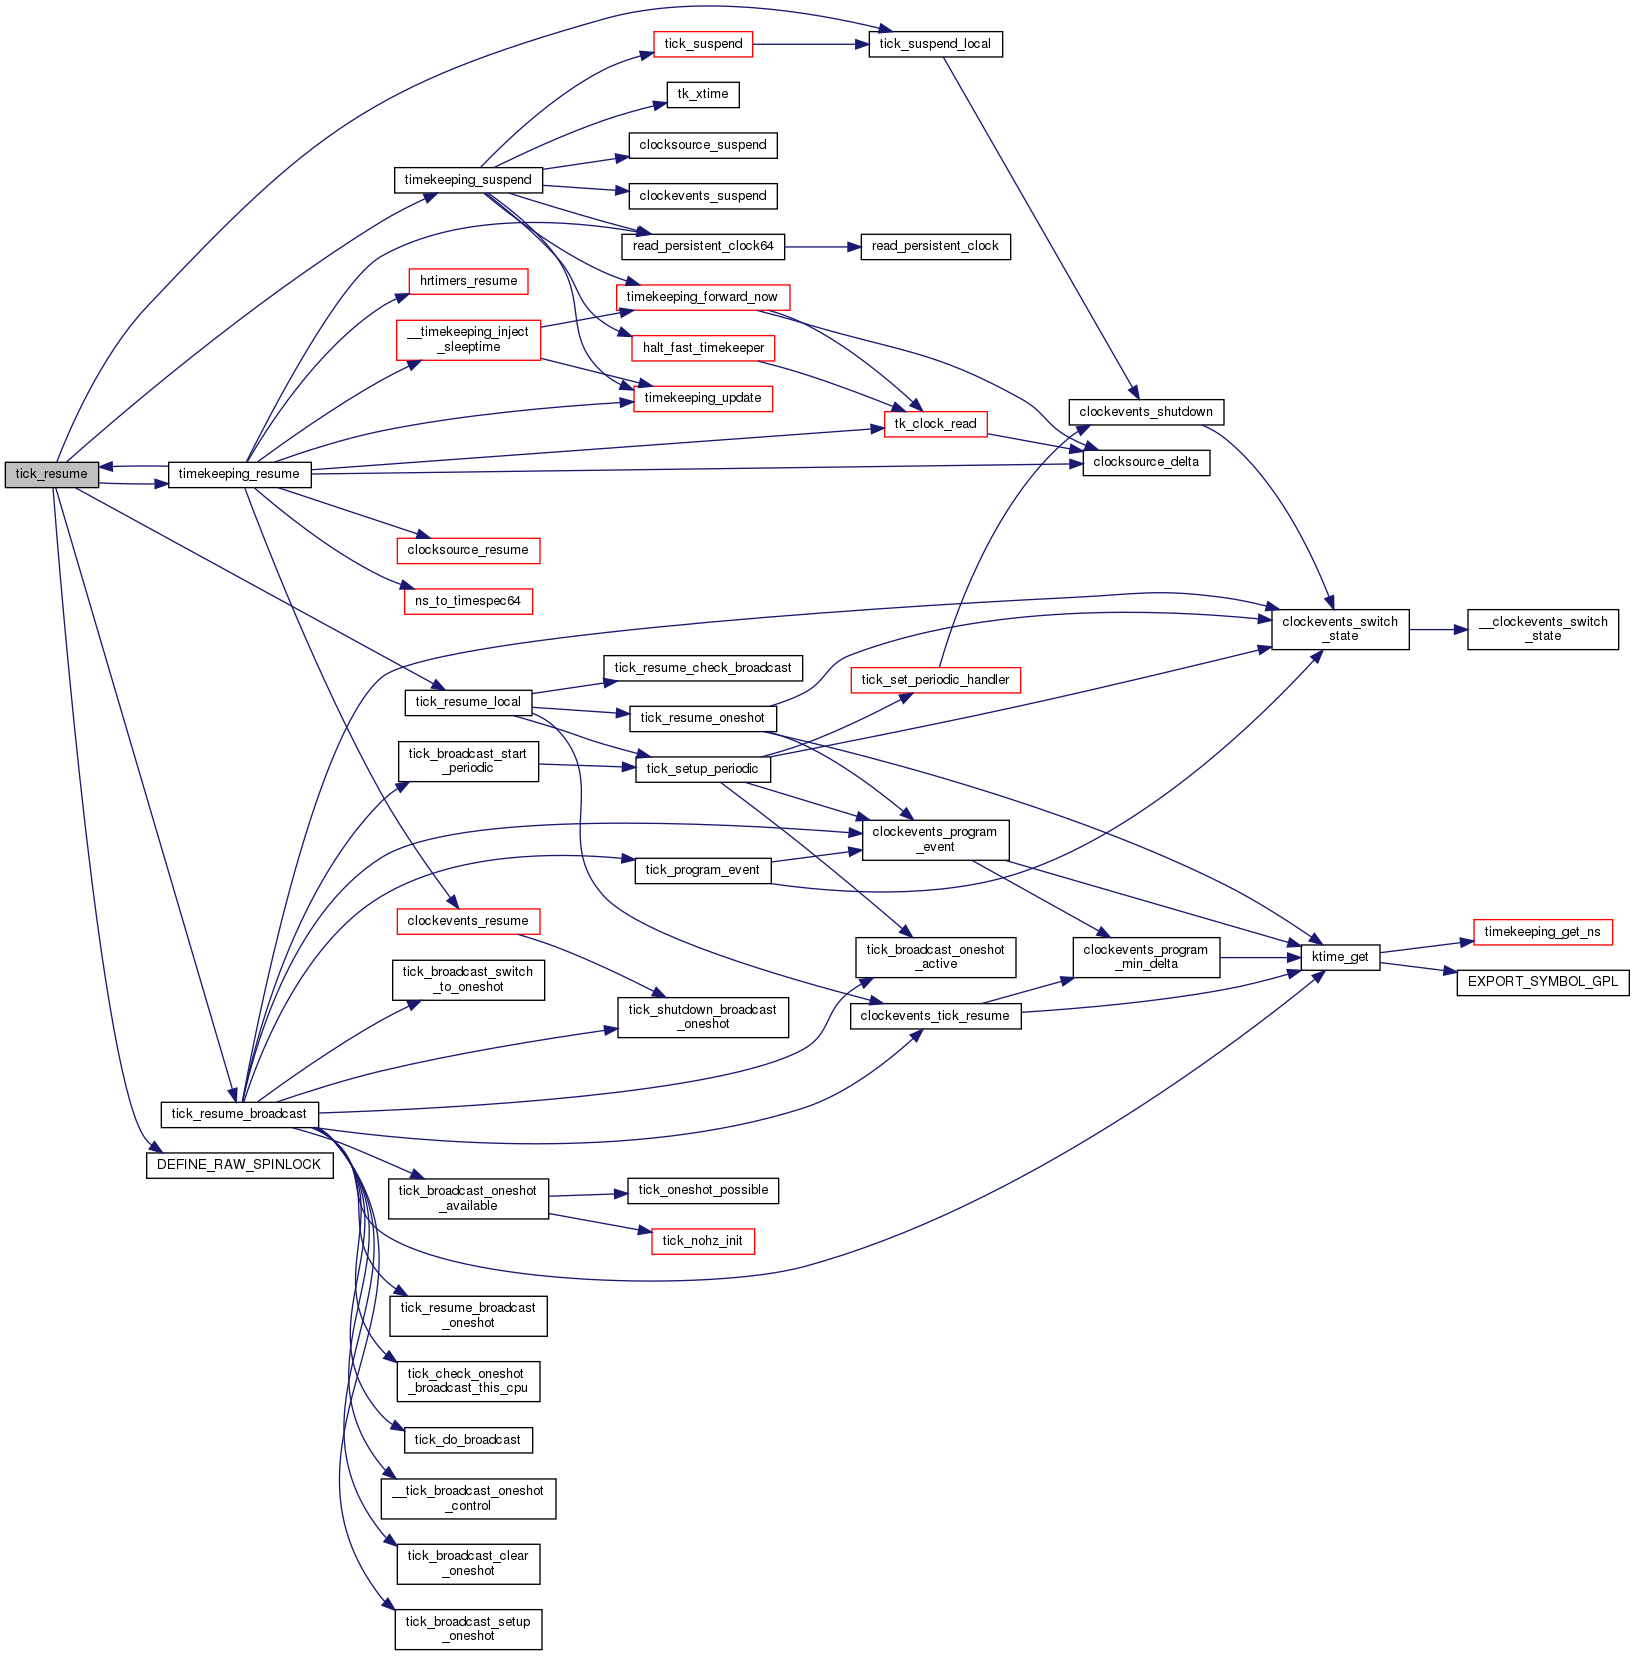 tick_suspend
tick_suspend_local
tk_xtime
clocksource_suspend
timekeeping_suspend
clockevents_suspend
read_persistent_clock64
read_persistent_clock
hrtimers_resume
timekeeping_forward_now
__timekeeping_inject
_sleeptime
halt_fast_timekeeper
timekeeping_update
clockevents_shutdown
tk_clock_read
clocksource_delta
tick_resume
timekeeping_resume
clocksource_resume
ns_to_timespec64
clockevents_switch
_state
__clockevents_switch
_state
tick_resume_check_broadcast
tick_set_periodic_handler
tick_resume_local
tick_resume_oneshot
tick_broadcast_start
_periodic
tick_setup_periodic
clockevents_program
_event
tick_program_event
clockevents_resume
timekeeping_get_ns
tick_broadcast_oneshot
_active
clockevents_program
_min_delta
ktime_get
EXPORT_SYMBOL_GPL
tick_broadcast_switch
_to_oneshot
tick_shutdown_broadcast
_oneshot
clockevents_tick_resume
tick_resume_broadcast
DEFINE_RAW_SPINLOCK
tick_broadcast_oneshot
_available
tick_oneshot_possible
tick_nohz_init
tick_resume_broadcast
_oneshot
tick_check_oneshot
_broadcast_this_cpu
tick_do_broadcast
__tick_broadcast_oneshot
_control
tick_broadcast_clear
_oneshot
tick_broadcast_setup
_oneshot